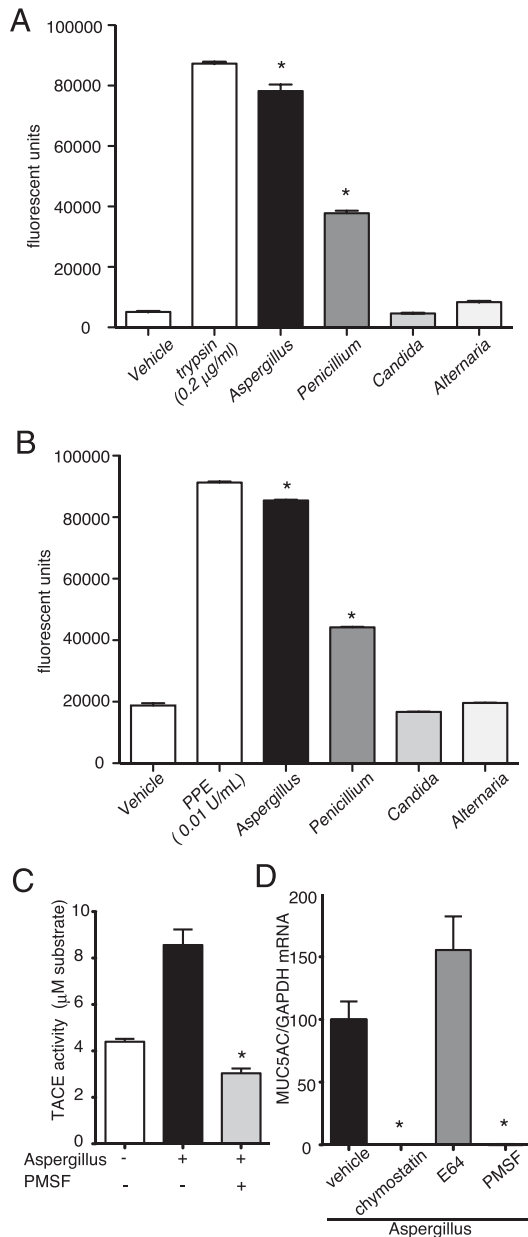 A
100000
80000
60000
40000
20000
0
fluorescent units
*
*
Vehicle
trypsin
(0.2 µg/ml)
Aspergillus
Penicillium
Candida
Alternaria
B
100000
80000
60000
40000
20000
0
fluorescent units
*
*
Vehicle
PPE
( 0.01 U/mL)
Aspergillus
Penicillium
Candida
Alternaria
C
10
8
6
4
2
0
TACE activity (µM substrate)
*
Aspergillus - + +
PMSF - - +
D
200
150
100
50
0
MUC5AC/GAPDH mRNA
*
*
vehicle
chymostatin
E64
PMSF
Aspergillus